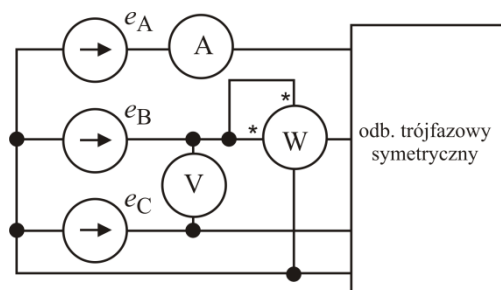 e_A
A
e_B
*
*
W
odb. trójfazowy
symetryczny
V
e_C